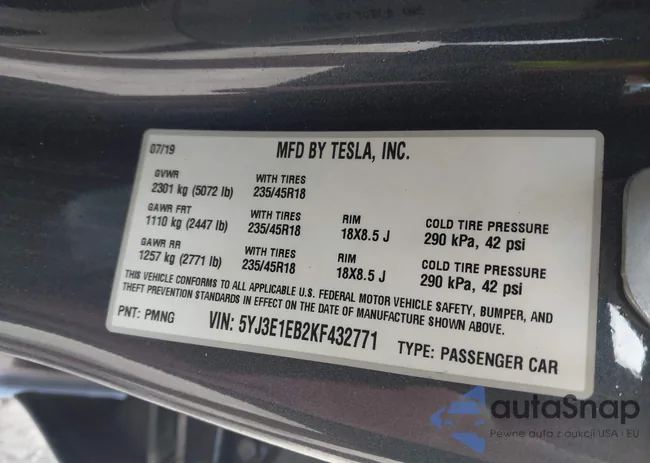 07/19 MFD BY TESLA, INC.
GVWR WITH TIRES
2301 kg (5072 lb) 235/45R18
GAWR FRT WITH TIRES RIM COLD TIRE PRESSURE
1110 kg (2447 lb) 235/45R18 18X8.5 J 290 kPa, 42 psi
GAWR RR WITH TIRES RIM COLD TIRE PRESSURE
1257 kg (2771 lb) 235/45R18 18X8.5 J 290 kPa, 42 psi
THIS VEHICLE CONFORMS TO ALL APPLICABLE U.S. FEDERAL MOTOR VEHICLE SAFETY, BUMPER, AND
THEFT PREVENTION STANDARDS IN EFFECT ON THE DATE OF MANUFACTURE SHOWN ABOVE.
PNT: PMNG VIN: 5YJ3E1EB2KF432771 TYPE: PASSENGER CAR
autaSnap
Pewne auta z aukcji USA i EU